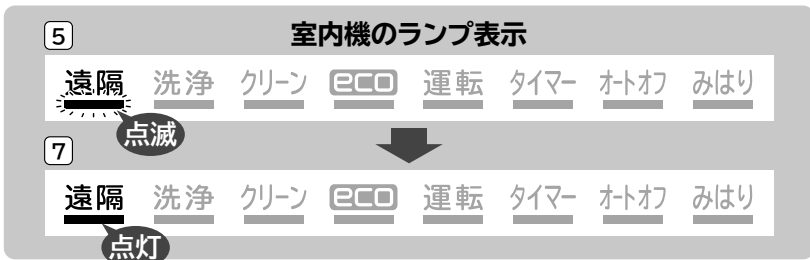 5 室内機のランプ表示
遠隔 洗浄 クリーン eco 運転 タイマー オートオフ みはり
点滅
7
遠隔 洗浄 クリーン eco 運転 タイマー オートオフ みはり
点灯